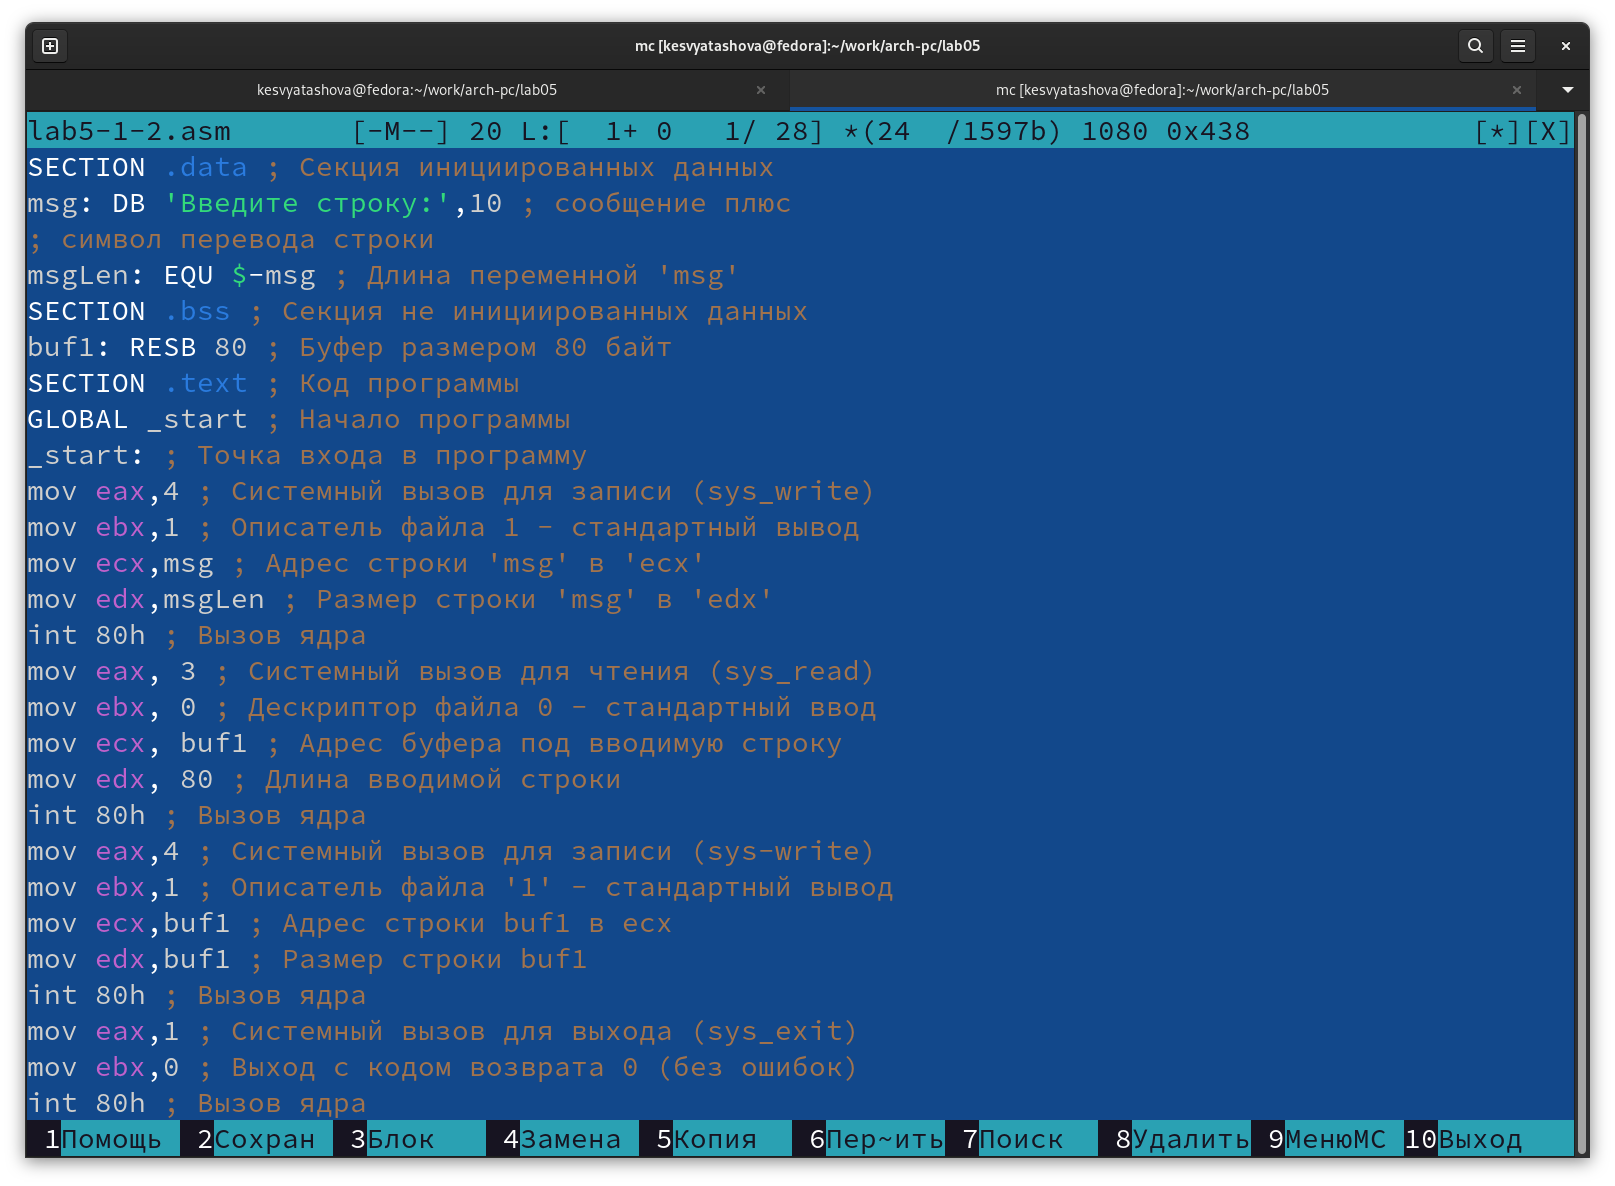 mc [kesvyatashova@fedora]:~/work/arch-pc/lab05
kesvyatashova@fedora:~/work/arch-pc/lab05
mc [kesvyatashova@fedora]:~/work/arch-pc/lab05
lab5-1-2.asm [-M--] 20 L:[ 1+ 0 1/ 28] *(24 /1597b) 1080 0x438 [*][X]
SECTION .data ; Секция инициированных данных
msg: DB 'Введите строку:',10 ; сообщение плюс
; символ перевода строки
msgLen: EQU $-msg ; Длина переменной 'msg'
SECTION .bss ; Секция не инициированных данных
buf1: RESB 80 ; Буфер размером 80 байт
SECTION .text ; Код программы
GLOBAL _start ; Начало программы
_start: ; Точка входа в программу
mov eax,4 ; Системный вызов для записи (sys_write)
mov ebx,1 ; Описатель файла 1 - стандартный вывод
mov ecx,msg ; Адрес строки 'msg' в 'ecx'
mov edx,msgLen ; Размер строки 'msg' в 'edx'
int 80h ; Вызов ядра
mov eax, 3 ; Системный вызов для чтения (sys_read)
mov ebx, 0 ; Дескриптор файла 0 - стандартный ввод
mov ecx, buf1 ; Адрес буфера под вводимую строку
mov edx, 80 ; Длина вводимой строки
int 80h ; Вызов ядра
mov eax,4 ; Системный вызов для записи (sys-write)
mov ebx,1 ; Описатель файла '1' - стандартный вывод
mov ecx,buf1 ; Адрес строки buf1 в ecx
mov edx,buf1 ; Размер строки buf1
int 80h ; Вызов ядра
mov eax,1 ; Системный вызов для выхода (sys_exit)
mov ebx,0 ; Выход с кодом возврата 0 (без ошибок)
int 80h ; Вызов ядра
1Помощь 2Сохран 3Блок 4Замена 5Копия 6Пер~ить 7Поиск 8Удалить 9МенюМС 10Выход